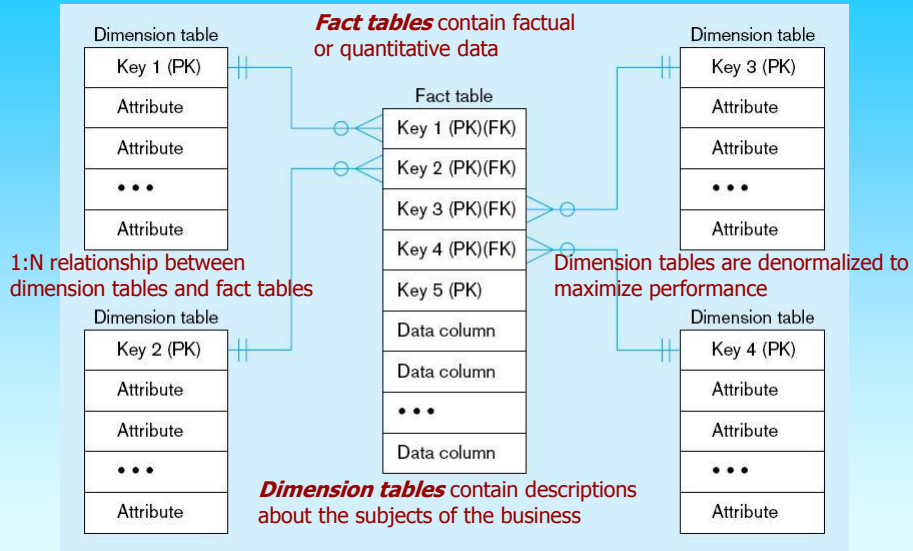 Fact tables contain factual
or quantitative data
Dimension table
Key 1 (PK)
Attribute
Attribute
•••
Attribute
Dimension table
Key 3 (PK)
Attribute
Attribute
•••
Attribute
Fact table
Key 1 (PK)(FK)
Key 2 (PK)(FK)
Key 3 (PK)(FK)
Key 4 (PK)(FK)
Key 5 (PK)
Data column
Data column
•••
Data column
1:N relationship between
dimension tables and fact tables
Dimension tables are denormalized to
maximize performance
Dimension table
Key 2 (PK)
Attribute
Attribute
•••
Attribute
Dimension table
Key 4 (PK)
Attribute
Attribute
•••
Attribute
Dimension tables contain descriptions
about the subjects of the business